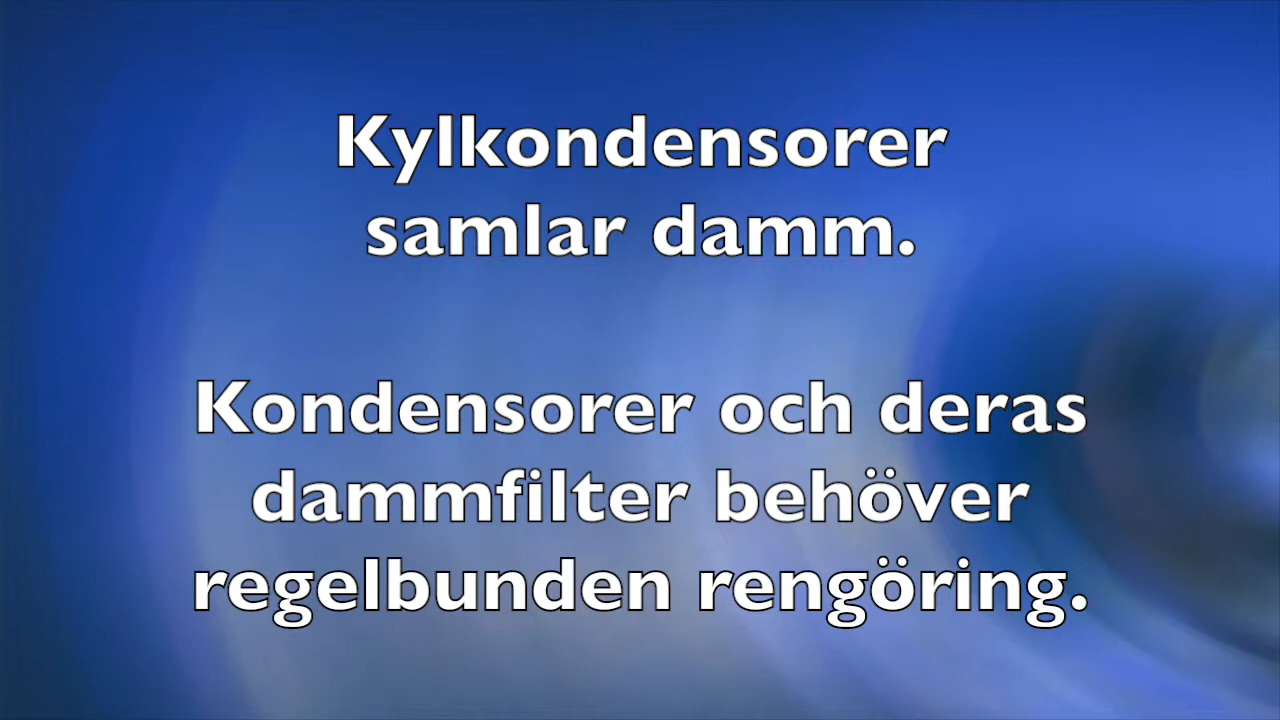 Kylkondensorer
samlar damm.
Kondensorer och deras
dammfilter behöver
regelbunden rengöring.